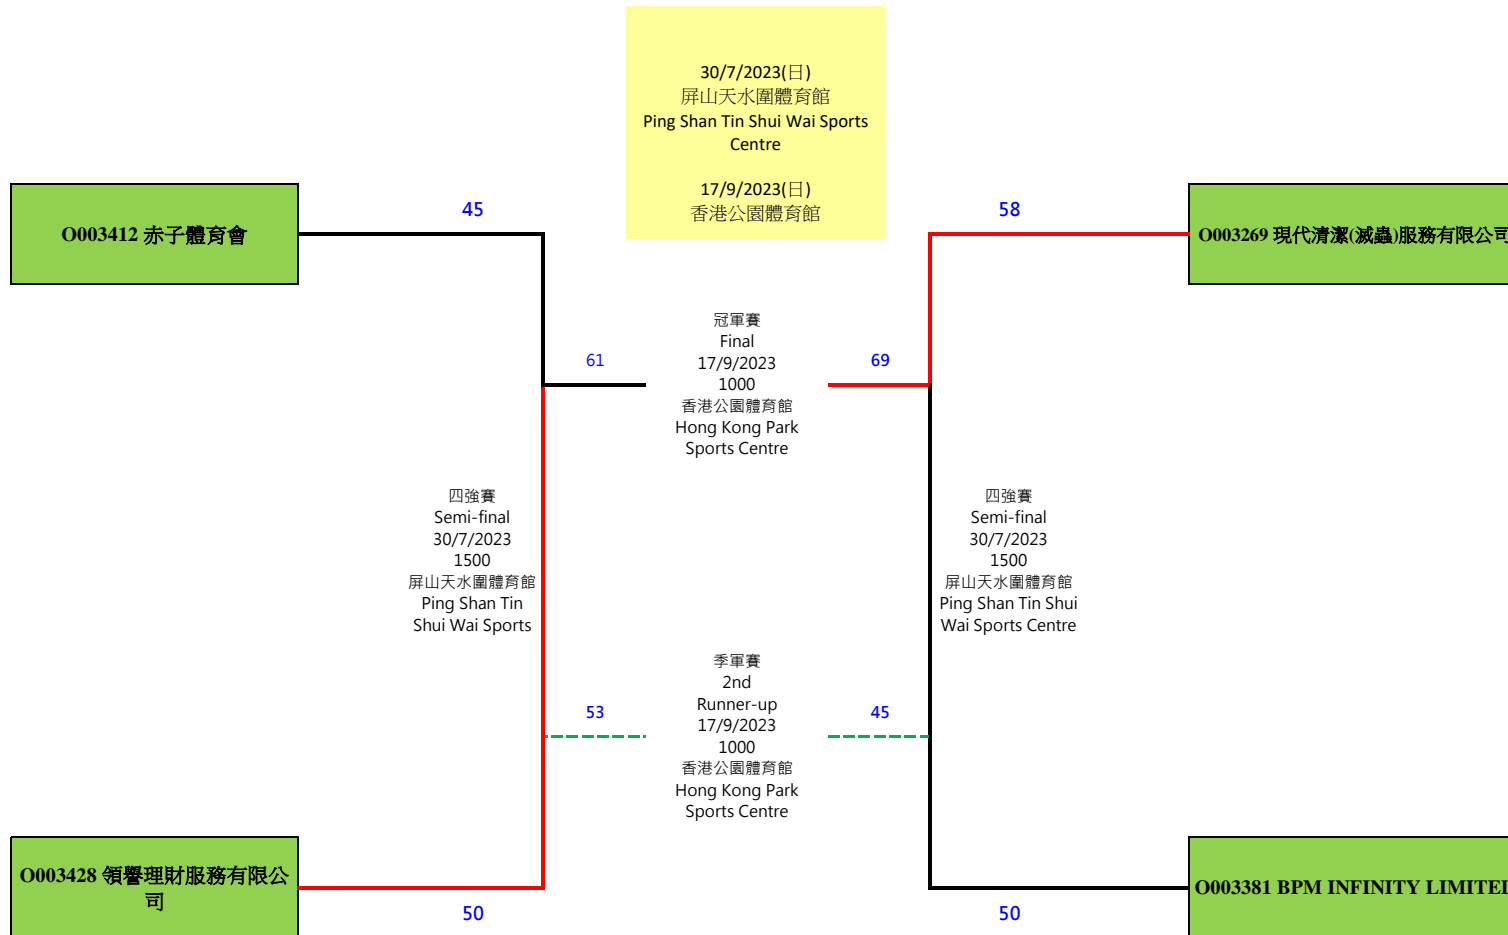 30/7/2023(日)
屏山天水圍體育館
Ping Shan Tin Shui Wai Sports
Centre
17/9/2023(日)
香港公園體育館
45
58
O003412 赤子體育會
O003269 現代清潔(滅蟲)服務有限公司
冠軍賽
Final
17/9/2023
1000
香港公園體育館
Hong Kong Park
Sports Centre
61
69
四強賽
Semi-final
30/7/2023
1500
屏山天水圍體育館
Ping Shan Tin
Shui Wai Sports
四強賽
Semi-final
30/7/2023
1500
屏山天水圍體育館
Ping Shan Tin Shui
Wai Sports Centre
季軍賽
2nd
Runner-up
17/9/2023
1000
香港公園體育館
Hong Kong Park
Sports Centre
53
45
O003428 領譽理財服務有限公
司
O003381 BPM INFINITY LIMITED
50
50